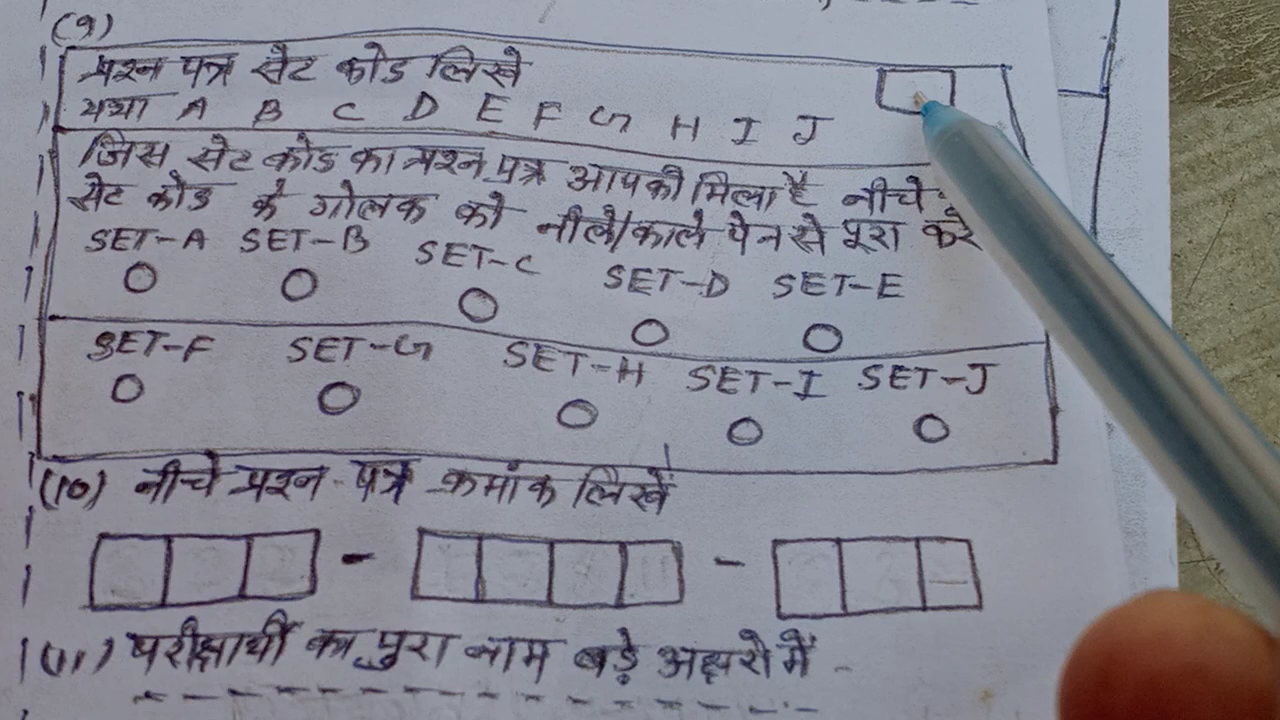 (9)
प्रश्न पत्र सेट कोड लिखे
यथा A B C D E F G H I J
जिस सेट कोड का प्रश्न पत्र आपको मिला है नीचे
सेट कोड के गोलक को नीले/काले पेन से पूरा करे
SET-A SET-B SET-C SET-D SET-E
SET-F SET-G SET-H SET-I SET-J
(10) नीचे प्रश्न-पत्र क्रमांक लिखें
(11) परीक्षार्थी का पुरा नाम बड़े अक्षरो में -